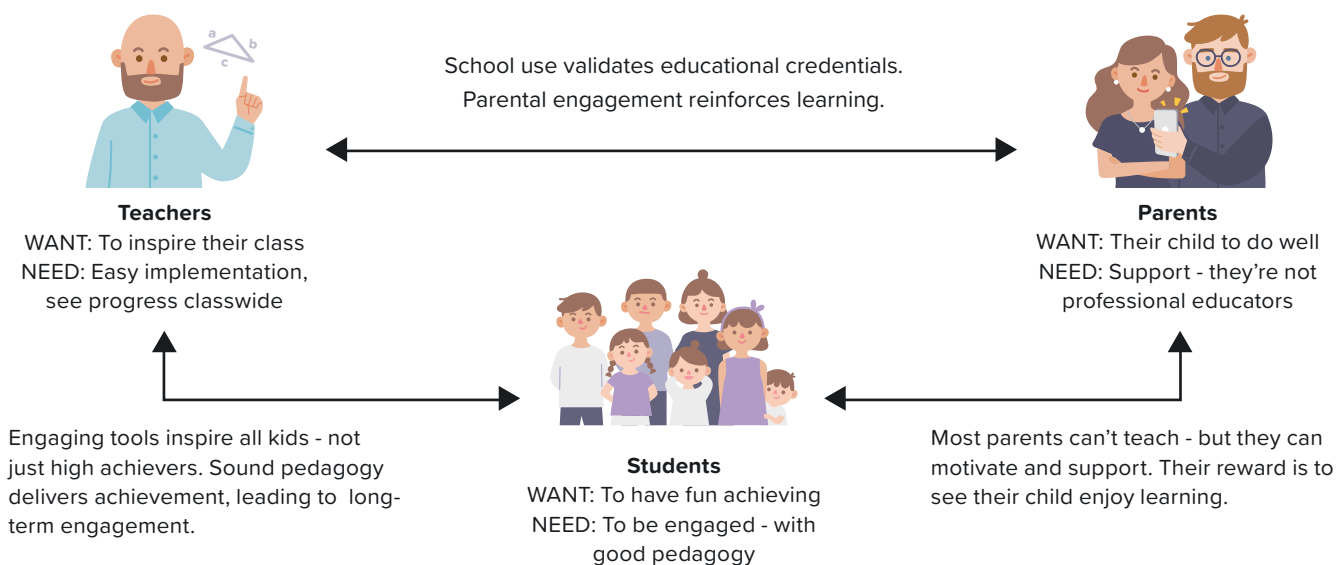 a
b
c
School use validates educational credentials.
Parental engagement reinforces learning.
Teachers
WANT: To inspire their class
NEED: Easy implementation,
see progress classwide
Parents
WANT: Their child to do well
NEED: Support - they're not
professional educators
Engaging tools inspire all kids - not
just high achievers. Sound pedagogy
delivers achievement, leading to  long-
term engagement.
Students
WANT: To have fun achieving
NEED: To be engaged - with
good pedagogy
Most parents can't teach - but they can
motivate and support. Their reward is to
see their child enjoy learning.